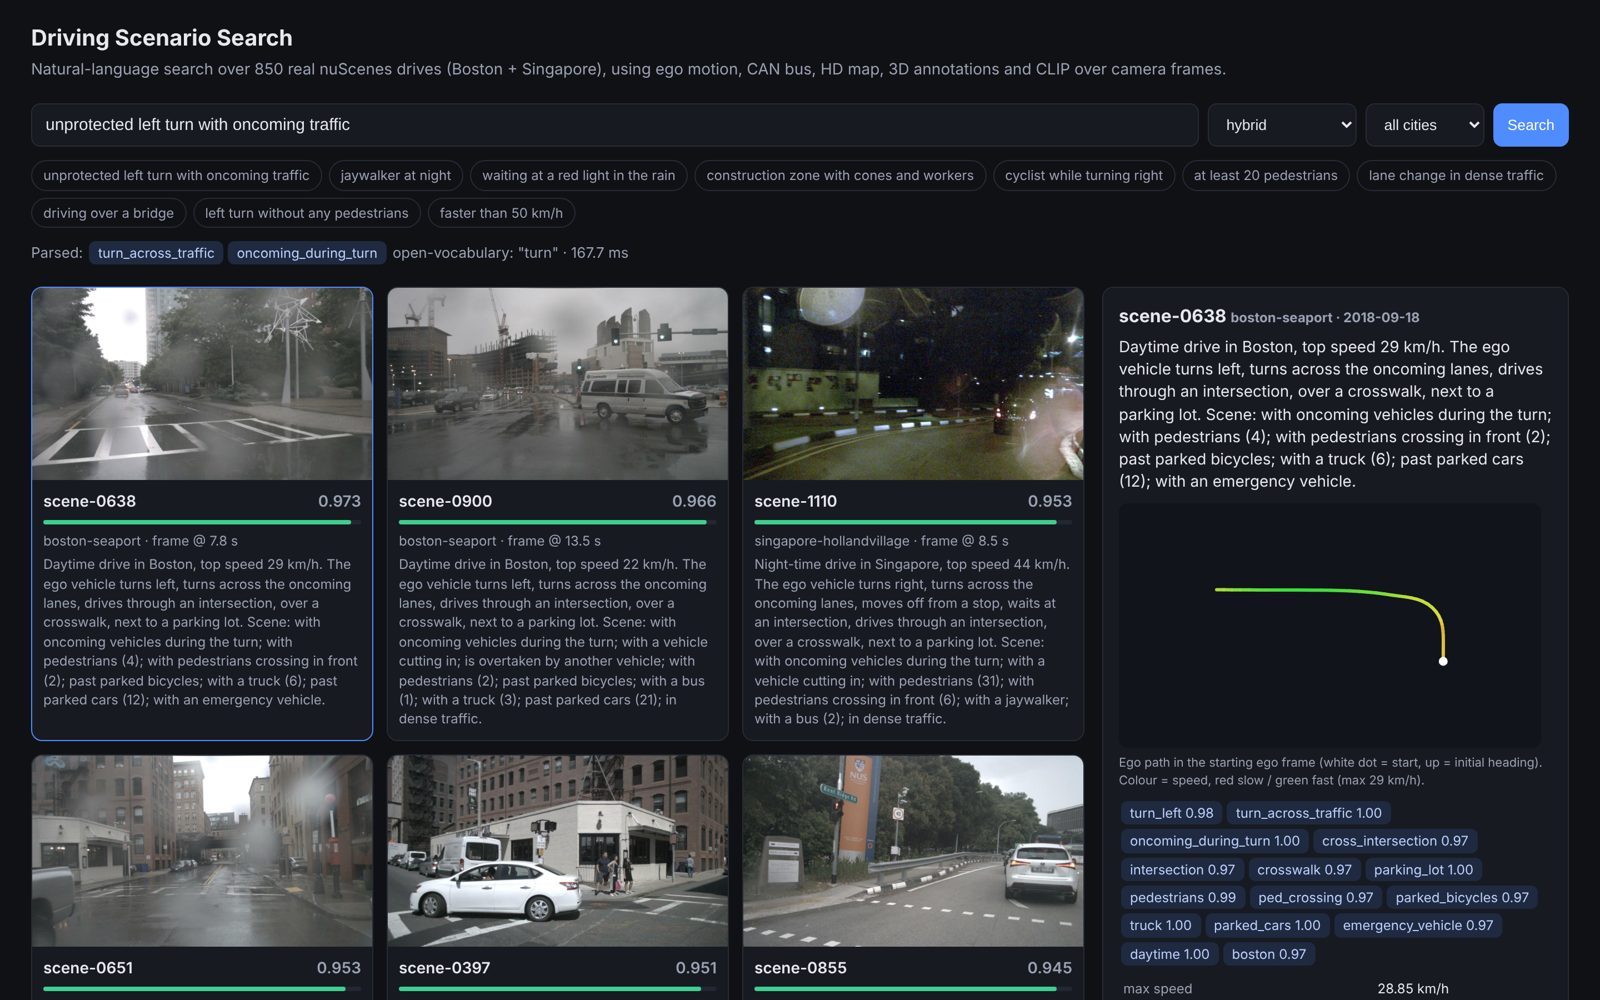 Driving Scenario Search
Natural-language search over 850 real nuScenes drives (Boston + Singapore), using ego motion, CAN bus, HD map, 3D annotations and CLIP over camera frames.
unprotected left turn with oncoming traffic
hybrid
all cities
Search
unprotected left turn with oncoming traffic
jaywalker at night
waiting at a red light in the rain
construction zone with cones and workers
cyclist while turning right
at least 20 pedestrians
lane change in dense traffic
driving over a bridge
left turn without any pedestrians
faster than 50 km/h
Parsed: turn_across_traffic oncoming_during_turn open-vocabulary: "turn" · 167.7 ms
scene-0638 0.973
boston-seaport · frame @ 7.8 s
Daytime drive in Boston, top speed 29 km/h. The
ego vehicle turns left, turns across the oncoming
lanes, drives through an intersection, over a
crosswalk, next to a parking lot. Scene: with
oncoming vehicles during the turn; with
pedestrians (4); with pedestrians crossing in front
(2); past parked bicycles; with a truck (6); past
parked cars (12); with an emergency vehicle.
scene-0900 0.966
boston-seaport · frame @ 13.5 s
Daytime drive in Boston, top speed 22 km/h. The
ego vehicle turns left, turns across the oncoming
lanes, drives through an intersection, over a
crosswalk, next to a parking lot. Scene: with
oncoming vehicles during the turn; with a vehicle
cutting in; is overtaken by another vehicle; with
pedestrians (2); past parked bicycles; with a bus
(1); with a truck (3); past parked cars (21); in
dense traffic.
scene-1110 0.953
singapore-hollandvillage · frame @ 8.5 s
Night-time drive in Singapore, top speed 44 km/h.
The ego vehicle turns right, turns across the
oncoming lanes, moves off from a stop, waits at
an intersection, drives through an intersection,
over a crosswalk, next to a parking lot. Scene:
with oncoming vehicles during the turn; with a
vehicle cutting in; with pedestrians (31); with
pedestrians crossing in front (6); with a jaywalker;
with a bus (2); in dense traffic.
NUS
scene-0651 0.953
scene-0397 0.951
scene-0855 0.945
scene-0638 boston-seaport · 2018-09-18
Daytime drive in Boston, top speed 29 km/h. The ego
vehicle turns left, turns across the oncoming lanes, drives
through an intersection, over a crosswalk, next to a
parking lot. Scene: with oncoming vehicles during the turn;
with pedestrians (4); with pedestrians crossing in front (2);
past parked bicycles; with a truck (6); past parked cars
(12); with an emergency vehicle.
Ego path in the starting ego frame (white dot = start, up = initial heading).
Colour = speed, red slow / green fast (max 29 km/h).
turn_left 0.98 turn_across_traffic 1.00
oncoming_during_turn 1.00 cross_intersection 0.97
intersection 0.97 crosswalk 0.97 parking_lot 1.00
pedestrians 0.99 ped_crossing 0.97 parked_bicycles 0.97
truck 1.00 parked_cars 1.00 emergency_vehicle 0.97
daytime 1.00 boston 0.97
max speed 28.85 km/h